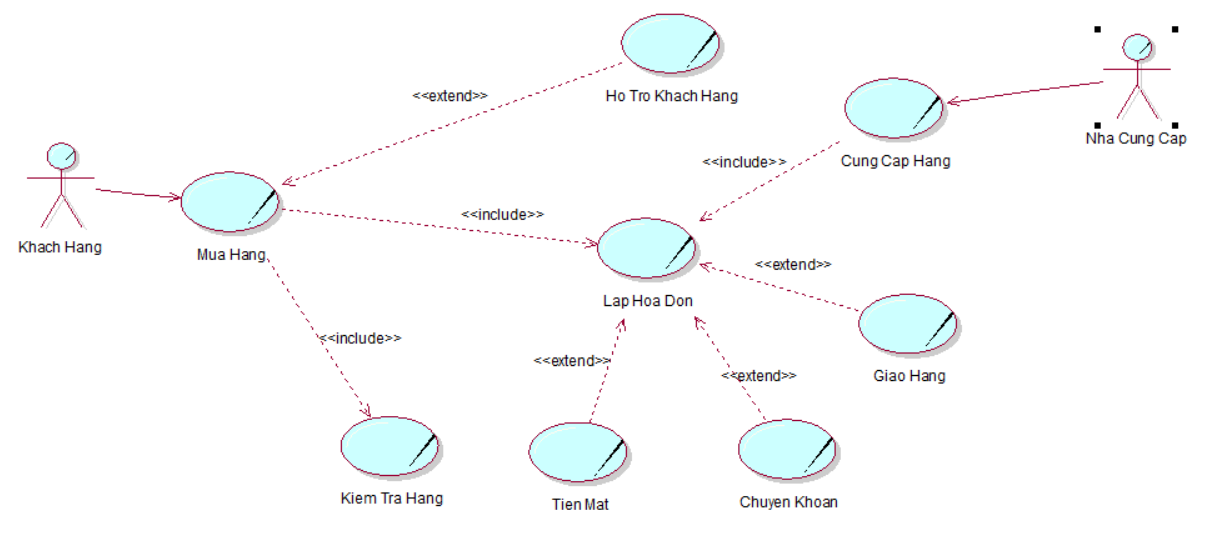 Ho Tro Khach Hang
<<extend>>
Nha Cung Cap
Cung Cap Hang
<<include>>
Khach Hang
Mua Hang
<<include>>
Lap Hoa Don
<<extend>>
Giao Hang
<<include>>
<<extend>>
<<extend>>
Kiem Tra Hang
Tien Mat
Chuyen Khoan